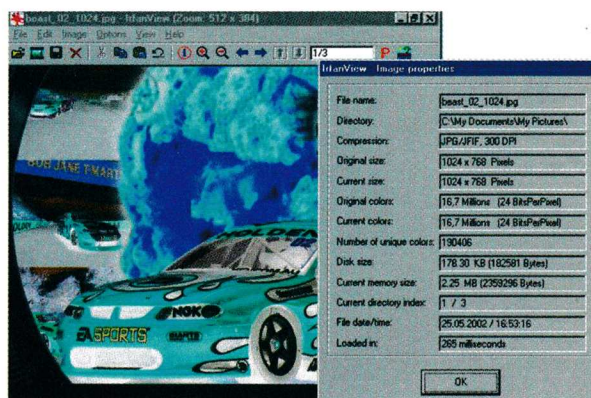 beast_02_1024.jpg - IrfanView (Zoom: 512 x 384)
File Edit Image Options View Help
1/3
P
BOB JANE T-MART
HOLDEN
NGK
EA SPORTS
IrfanView - Image properties
File name: beast_02_1024.jpg
Directory: C:\My Documents\My Pictures\
Compression: JPG/JFIF, 300 DPI
Original size: 1024 x 768 Pixels
Current size: 1024 x 768 Pixels
Original colors: 16,7 Millions (24 BitsPerPixel)
Current colors: 16,7 Millions (24 BitsPerPixel)
Number of unique colors: 190406
Disk size: 178.30 KB (182581 Bytes)
Current memory size: 2.25 MB (2359296 Bytes)
Current directory index: 1 / 3
File date/time: 25.05.2002 / 16:53:16
Loaded in: 265 milliseconds
OK